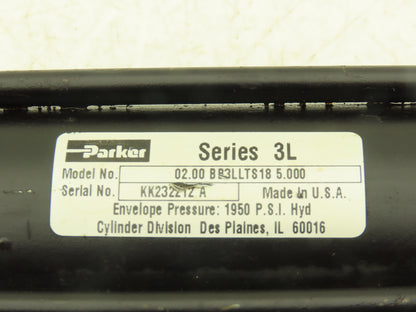 Parker Series 3L
Model No. 02.00 BB3LLTS18 5.000
Serial No. KK232212 A Made in U.S.A.
Envelope Pressure: 1950 P.S.I. Hyd
Cylinder Division Des Plaines, IL 60016